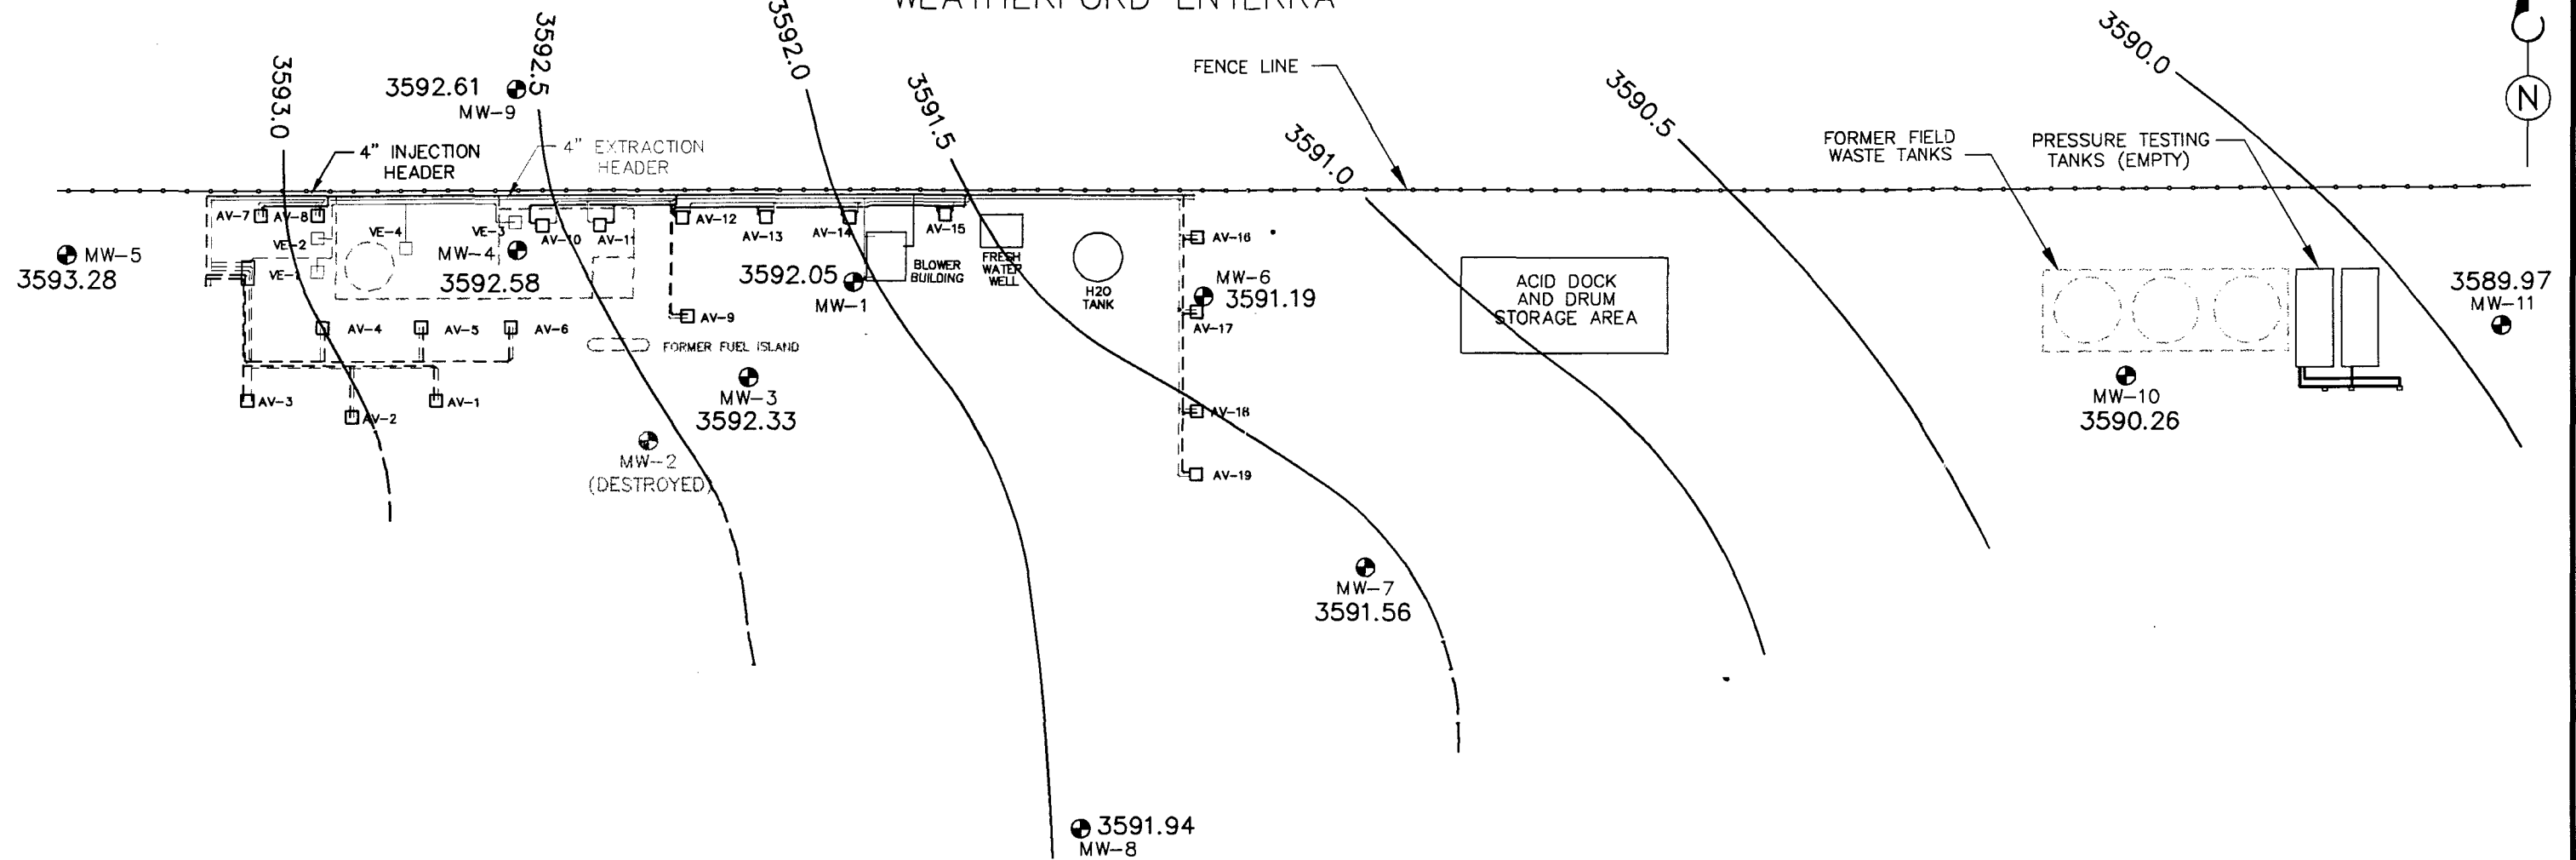 WEATHERFORD ENTERRA
3593.0
3592.61
MW-9
3592.5
3592.0
3591.5
FENCE LINE
3591.0
3590.5
3590.0
N
4" INJECTION
HEADER
4" EXTRACTION
HEADER
FORMER FIELD
WASTE TANKS
PRESSURE TESTING
TANKS (EMPTY)
AV-7
AV-8
VE-2
VE-1
VE-4
VE-3
AV-10
AV-11
AV-12
AV-13
AV-14
AV-15
AV-16
MW-5
3593.28
MW-4
3592.58
3592.05
MW-1
BLOWER
BUILDING
FRESH
WATER
WELL
H2O
TANK
MW-6
3591.19
AV-17
ACID DOCK
AND DRUM
STORAGE AREA
3589.97
MW-11
AV-4
AV-5
AV-6
AV-9
FORMER FUEL ISLAND
AV-3
AV-2
AV-1
MW-3
3592.33
MW-2
(DESTROYED)
AV-18
AV-19
MW-10
3590.26
MW-7
3591.56
3591.94
MW-8